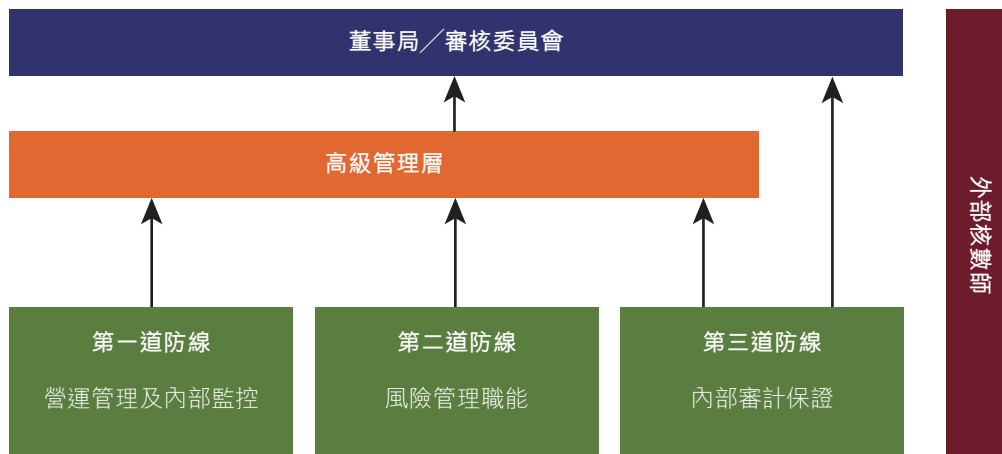 董事局╱審核委員會
高級管理層
第一道防線
營運管理及內部監控
第二道防線
風險管理職能
第三道防線
內部審計保證
外部核數師